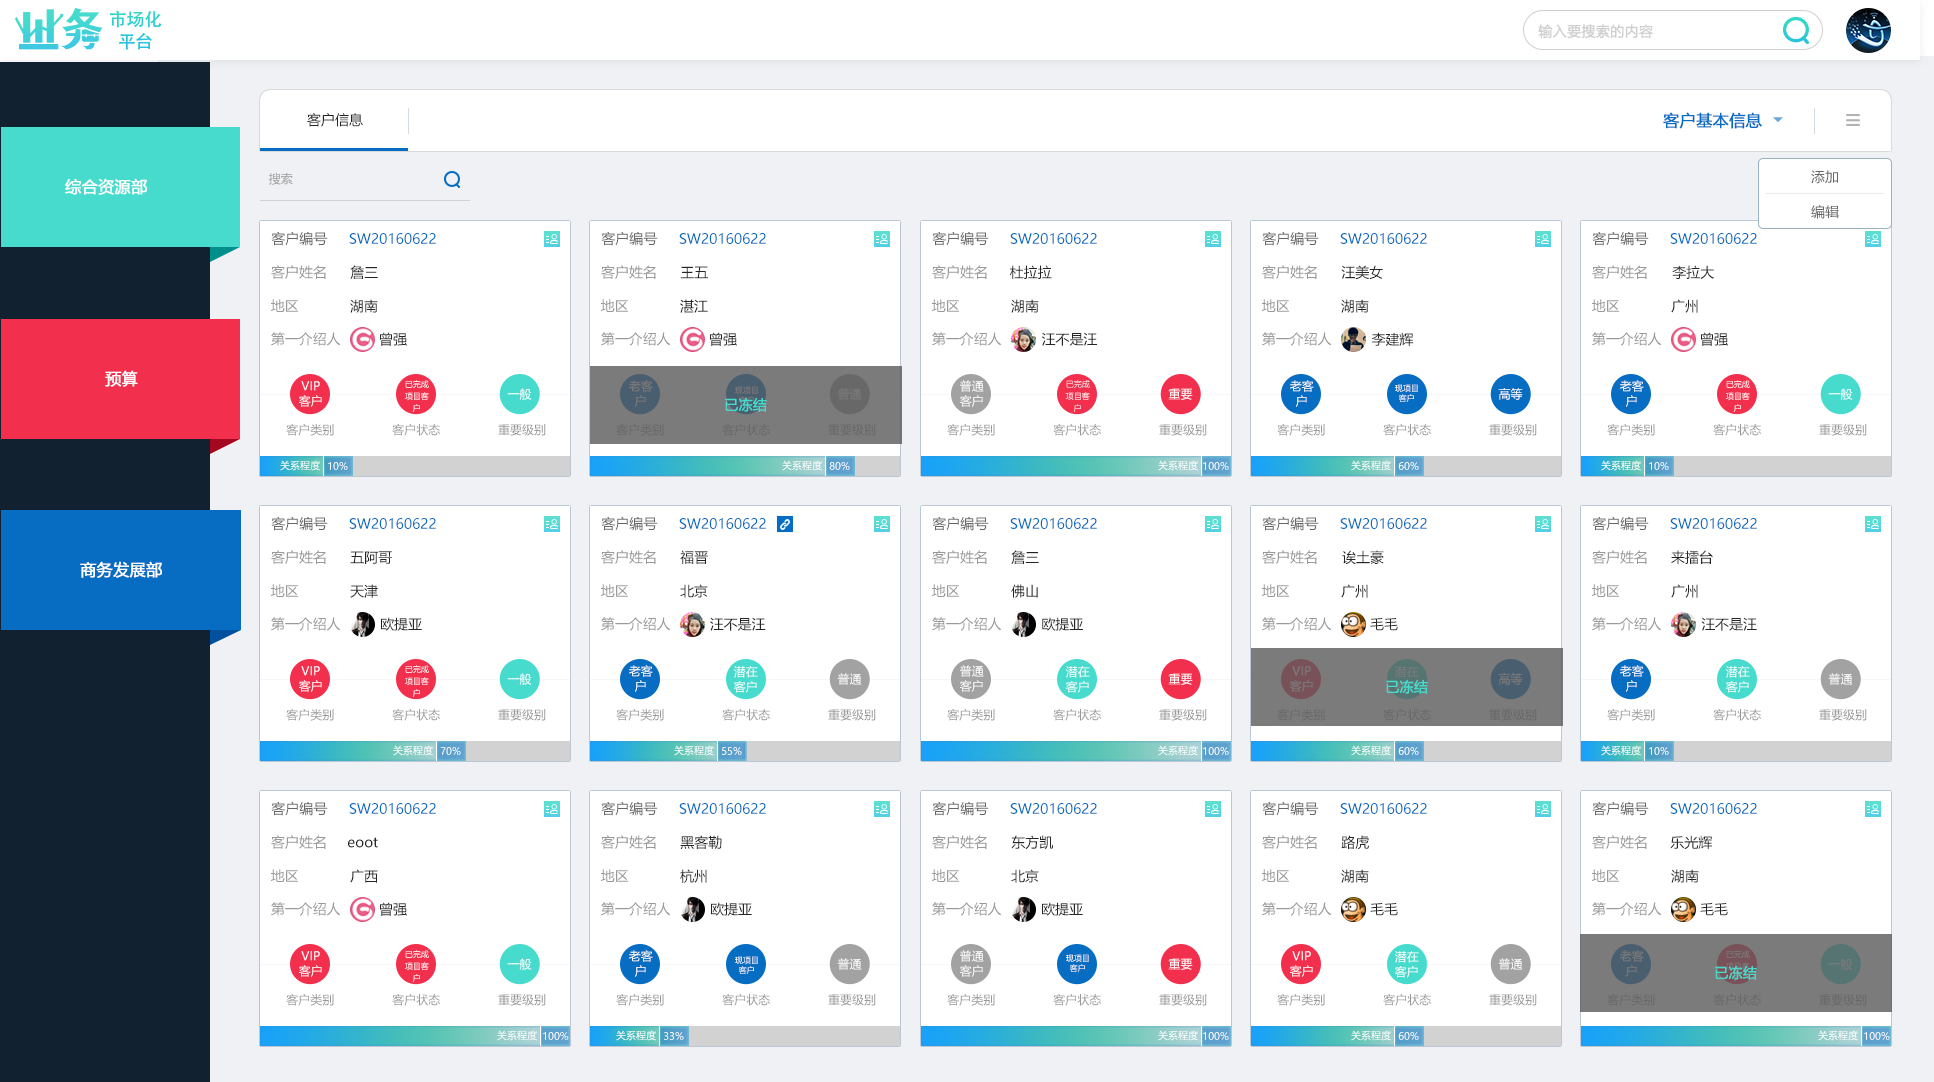 业务 市场化
平台
输入要搜索的内容
综合资源部
预算
商务发展部
客户信息
客户基本信息
添加
编辑
搜索
客户编号 SW20160622
客户姓名 詹三
地区 湖南
第一介绍人 曾强
VIP
客户
已完成
项目客
户
一般
客户类别 客户状态 重要级别
关系程度 10%
客户编号 SW20160622
客户姓名 王五
地区 湛江
第一介绍人 曾强
老客
户
现项目
已冻结
普通
客户类别 客户状态 重要级别
关系程度 80%
客户编号 SW20160622
客户姓名 杜拉拉
地区 湖南
第一介绍人 汪不是汪
普通
客户
已完成
项目客
户
重要
客户类别 客户状态 重要级别
关系程度 100%
客户编号 SW20160622
客户姓名 汪美女
地区 湖南
第一介绍人 李建辉
老客
户
现项目
客户
高等
客户类别 客户状态 重要级别
关系程度 60%
客户编号 SW20160622
客户姓名 李拉大
地区 广州
第一介绍人 曾强
老客
户
已完成
项目客
户
一般
客户类别 客户状态 重要级别
关系程度 10%
客户编号 SW20160622
客户姓名 五阿哥
地区 天津
第一介绍人 欧提亚
VIP
客户
已完成
项目客
户
一般
客户类别 客户状态 重要级别
关系程度 70%
客户编号 SW20160622
客户姓名 福晋
地区 北京
第一介绍人 汪不是汪
老客
户
潜在
客户
普通
客户类别 客户状态 重要级别
关系程度 55%
客户编号 SW20160622
客户姓名 詹三
地区 佛山
第一介绍人 欧提亚
普通
客户
潜在
客户
重要
客户类别 客户状态 重要级别
关系程度 100%
客户编号 SW20160622
客户姓名 诶土豪
地区 广州
第一介绍人 毛毛
VIP
客户
潜在
已冻结
高等
客户类别 客户状态 重要级别
关系程度 60%
客户编号 SW20160622
客户姓名 来擂台
地区 广州
第一介绍人 汪不是汪
老客
户
潜在
客户
普通
客户类别 客户状态 重要级别
关系程度 10%
客户编号 SW20160622
客户姓名 eoot
地区 广西
第一介绍人 曾强
VIP
客户
已完成
项目客
户
一般
客户类别 客户状态 重要级别
关系程度 100%
客户编号 SW20160622
客户姓名 黑客勒
地区 杭州
第一介绍人 欧提亚
老客
户
现项目
客户
普通
客户类别 客户状态 重要级别
关系程度 33%
客户编号 SW20160622
客户姓名 东方凯
地区 北京
第一介绍人 欧提亚
普通
客户
现项目
客户
重要
客户类别 客户状态 重要级别
关系程度 100%
客户编号 SW20160622
客户姓名 路虎
地区 湖南
第一介绍人 毛毛
VIP
客户
潜在
客户
普通
客户类别 客户状态 重要级别
关系程度 60%
客户编号 SW20160622
客户姓名 乐光辉
地区 湖南
第一介绍人 毛毛
老客
户
已完成
已冻结
一般
客户类别 客户状态 重要级别
关系程度 100%